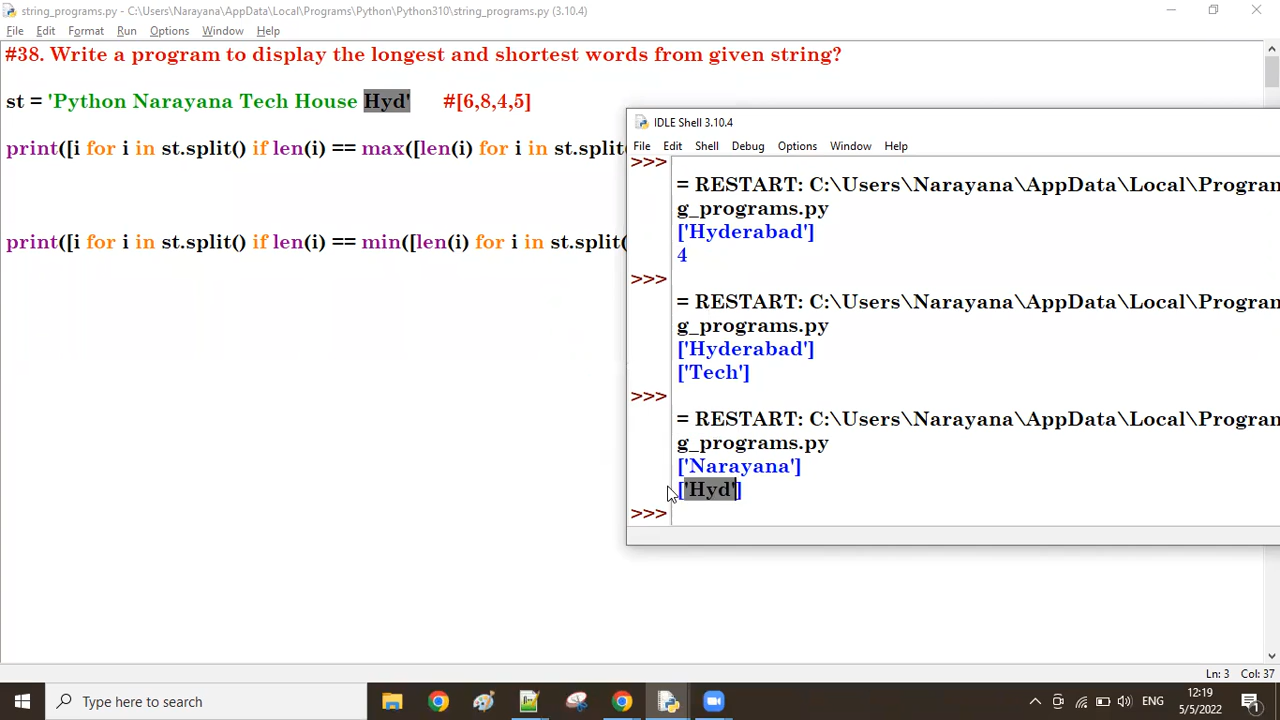 string_programs.py - C:\Users\Narayana\AppData\Local\Programs\Python\Python310\string_programs.py (3.10.4)
File Edit Format Run Options Window Help
#38. Write a program to display the longest and shortest words from given string?
st = 'Python Narayana Tech House Hyd' #[6,8,4,5]
print([i for i in st.split() if len(i) == max([len(i) for i in st.split
print([i for i in st.split() if len(i) == min([len(i) for i in st.split(
IDLE Shell 3.10.4
File Edit Shell Debug Options Window Help
>>>
= RESTART: C:\Users\Narayana\AppData\Local\Program
g_programs.py
['Hyderabad']
4
>>>
= RESTART: C:\Users\Narayana\AppData\Local\Program
g_programs.py
['Hyderabad']
['Tech']
>>>
= RESTART: C:\Users\Narayana\AppData\Local\Program
g_programs.py
['Narayana']
['Hyd']
>>>
Ln: 3 Col: 37
Type here to search
ENG
12:19
5/5/2022
1